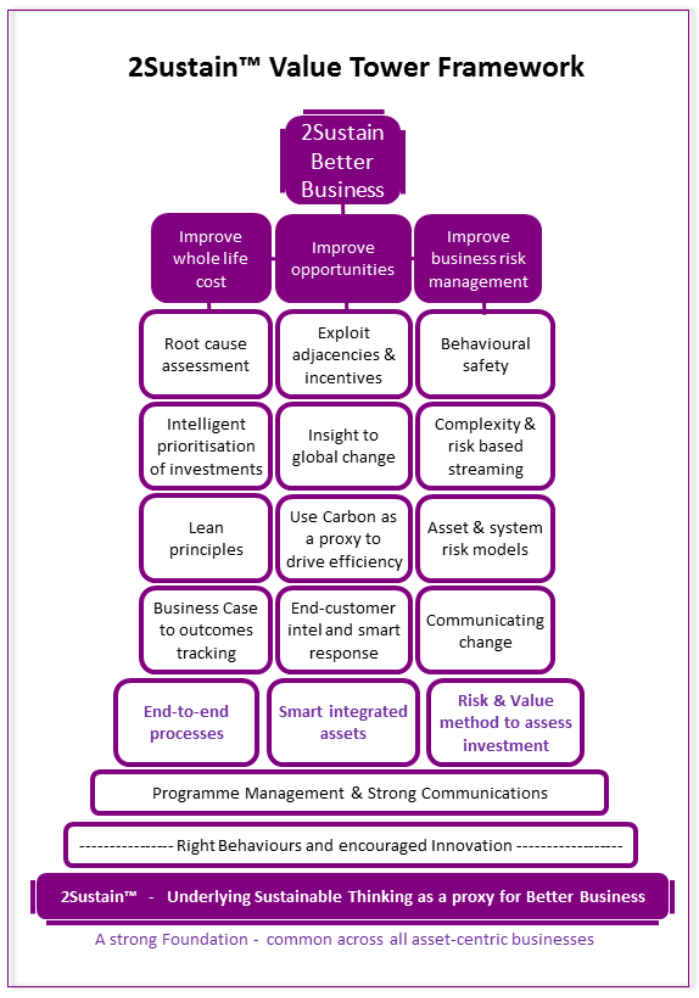 2Sustain™ Value Tower Framework
2Sustain
Better
Business
Improve
whole life
cost
Improve
opportunities
Improve
business risk
management
Root cause
assessment
Exploit
adjacencies &
incentives
Behavioural
safety
Intelligent
prioritisation
of investments
Insight to
global change
Complexity &
risk based
streaming
Lean
principles
Use Carbon as
a proxy to
drive efficiency
Asset & system
risk models
Business Case
to outcomes
tracking
End-customer
intel and smart
response
Communicating
change
End-to-end
processes
Smart integrated
assets
Risk & Value
method to assess
investment
Programme Management & Strong Communications
---------------- Right Behaviours and encouraged Innovation ------------------
2Sustain™ - Underlying Sustainable Thinking as a proxy for Better Business
A strong Foundation - common across all asset-centric businesses